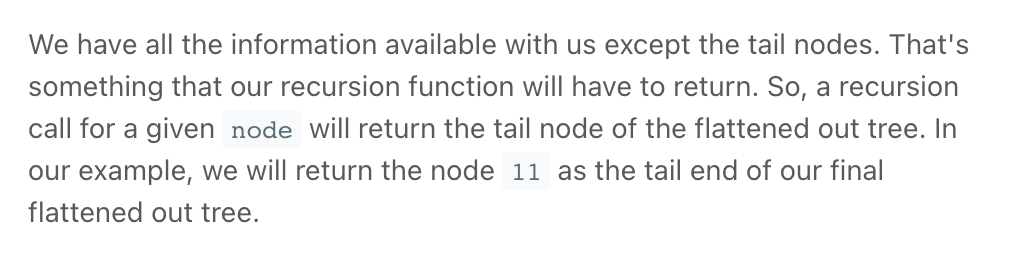 We have all the information available with us except the tail nodes. That's
something that our recursion function will have to return. So, a recursion
call for a given node will return the tail node of the flattened out tree. In
our example, we will return the node 11 as the tail end of our final
flattened out tree.